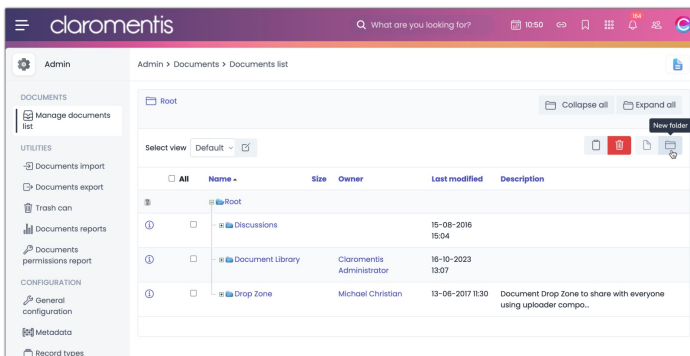 claromentis
What are you looking for?
10:50
164
Admin
Admin > Documents > Documents list
DOCUMENTS
Manage documents
list
UTILITIES
Documents import
Documents export
Trash can
Documents reports
Documents
permissions report
CONFIGURATION
General
configuration
Metadata
Record types
Root
Collapse all
Expand all
New folder
Select view
Default
All Name Size Owner Last modified Description
Root
Discussions 15-08-2016
15:04
Document Library Claromentis 16-10-2023
Administrator 13:07
Drop Zone Michael Christian 13-06-2017 11:30 Document Drop Zone to share with everyone
using uploader compo...